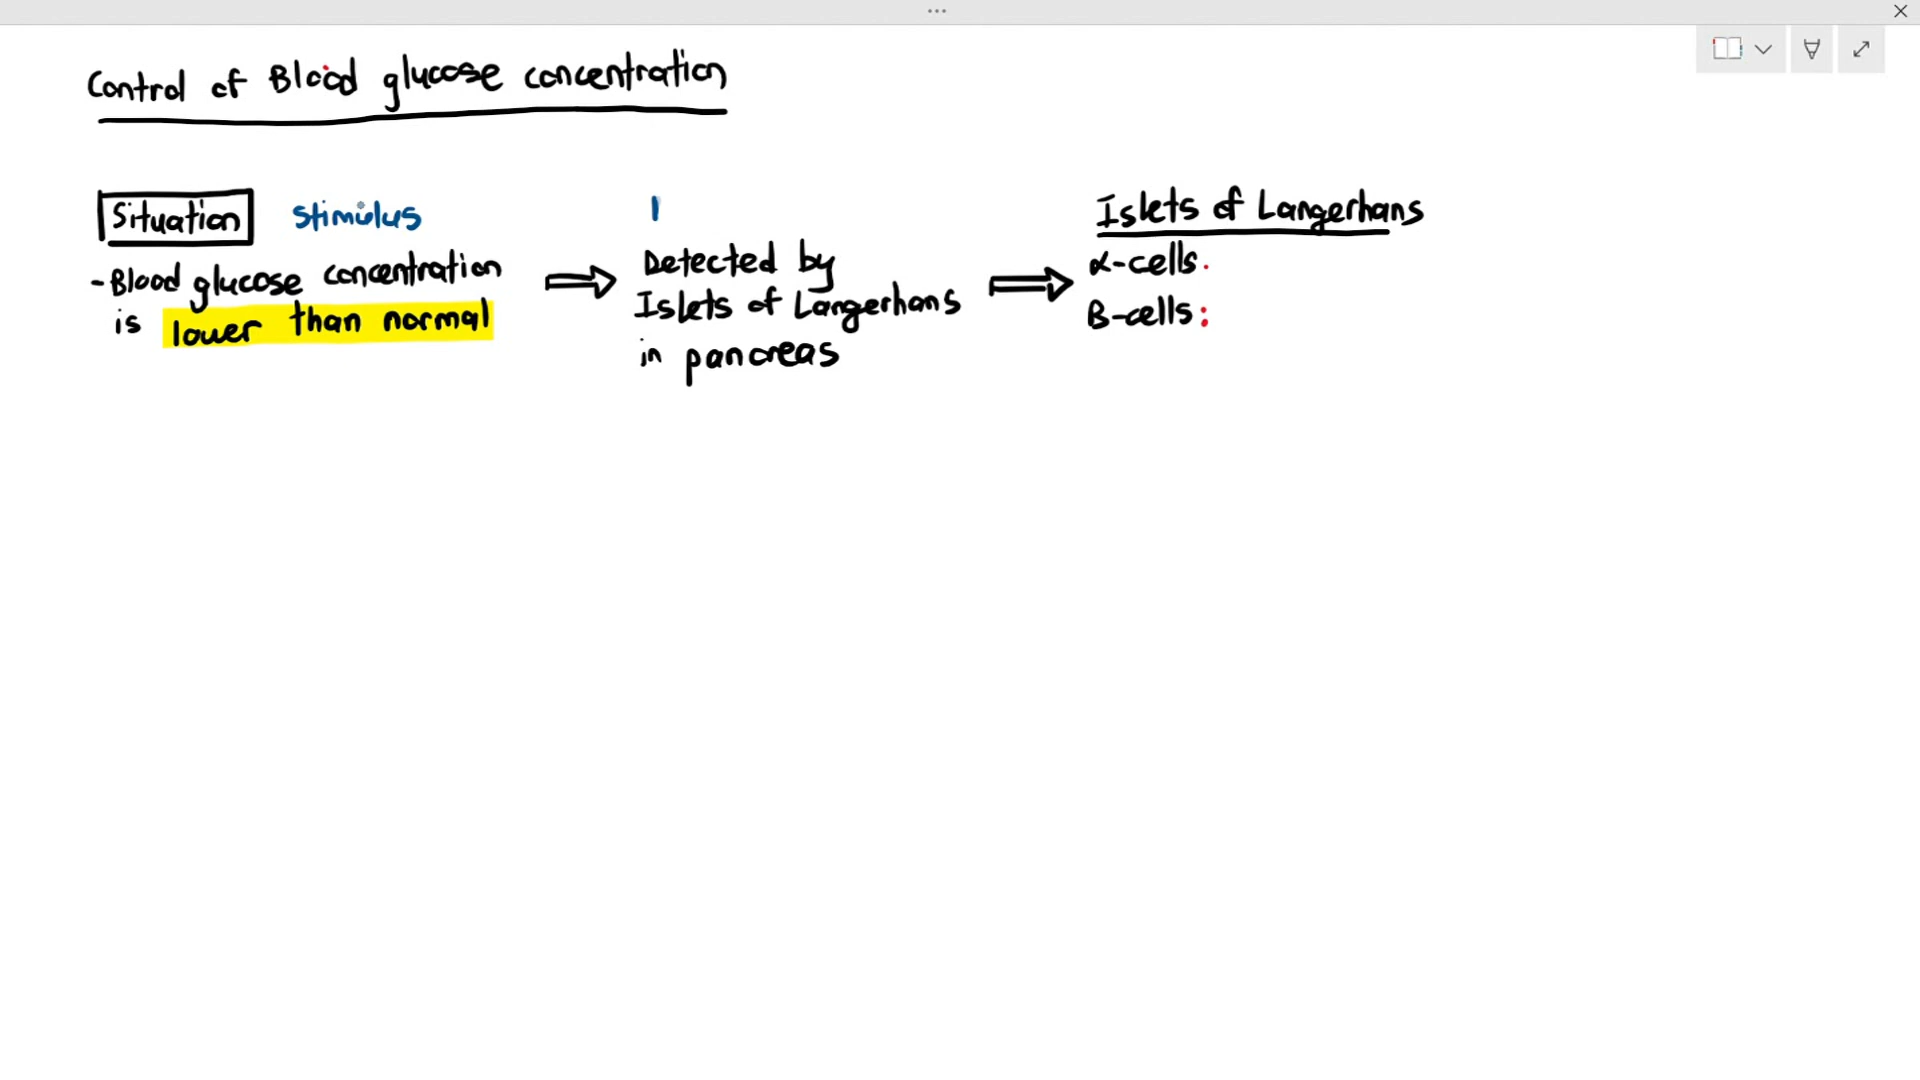 Control of Blood glucose concentration
Situation stimulus
- Blood glucose concentration
is lower than normal
Detected by
Islets of Langerhans
in pancreas
Islets of Langerhans
α-cells.
B-cells: